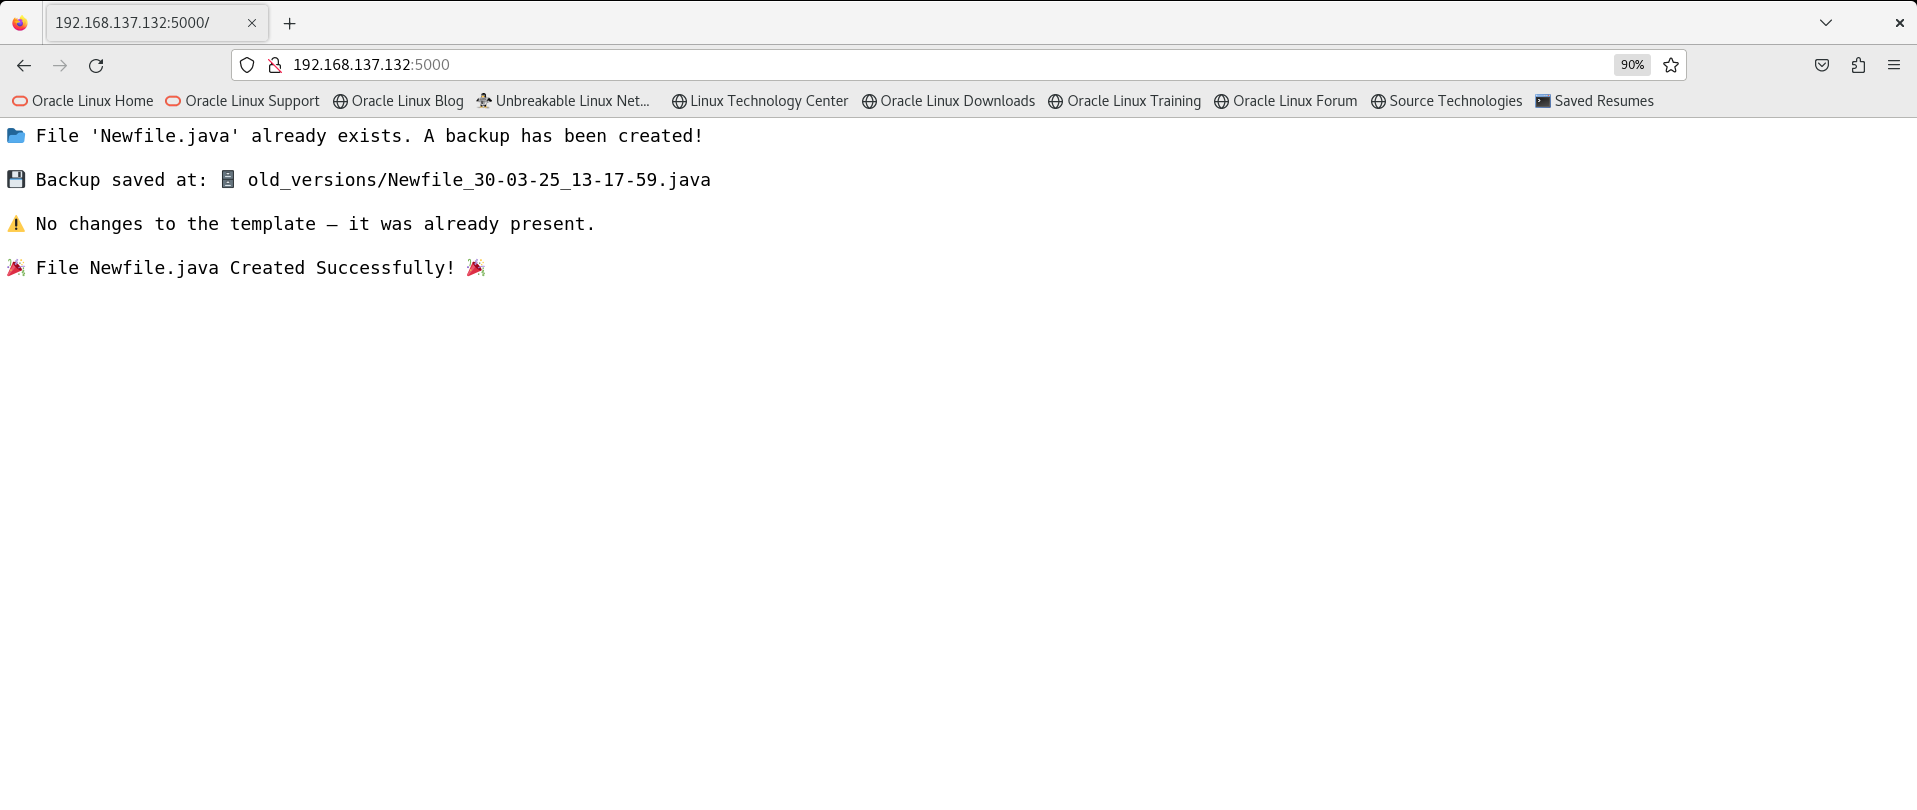 192.168.137.132:5000/
192.168.137.132:5000 90%
Oracle Linux Home Oracle Linux Support Oracle Linux Blog Unbreakable Linux Net... Linux Technology Center Oracle Linux Downloads Oracle Linux Training Oracle Linux Forum Source Technologies Saved Resumes
📂 File 'Newfile.java' already exists. A backup has been created!
💾 Backup saved at: 🗄️ old_versions/Newfile_30-03-25_13-17-59.java
⚠️ No changes to the template — it was already present.
🎉 File Newfile.java Created Successfully! 🎉